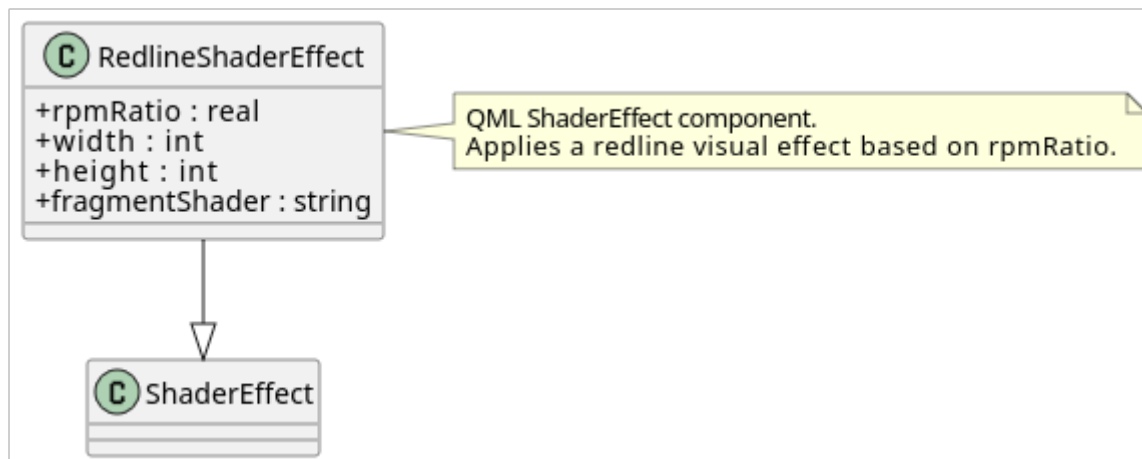 C RedlineShaderEffect
+rpmRatio : real
+width : int
+height : int
+fragmentShader : string
QML ShaderEffect component.
Applies a redline visual effect based on rpmRatio.
C ShaderEffect